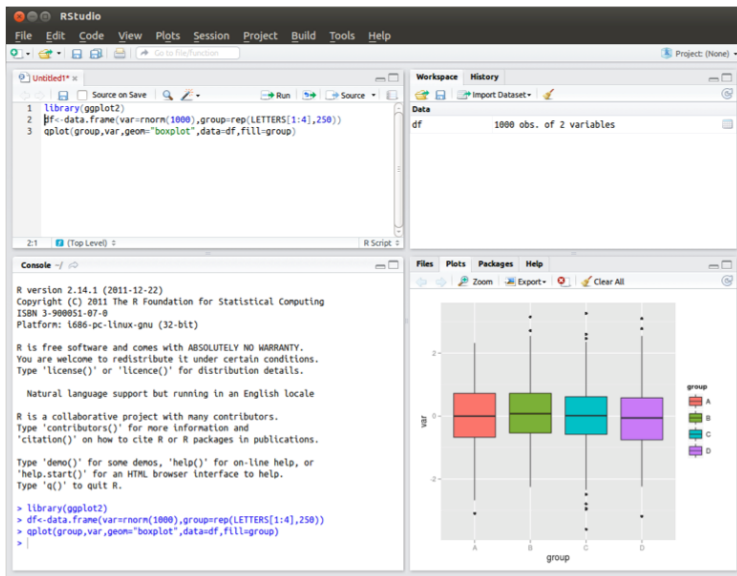 RStudio
File Edit Code View Plots Session Project Build Tools Help
Go to file/function
Project: (None)
Untitled1*
Source on Save
Run
Source
1 library(ggplot2)
2 df<-data.frame(var=rnorm(1000),group=rep(LETTERS[1:4],250))
3 qplot(group,var,geom="boxplot",data=df,fill=group)
2:1 (Top Level) R Script
Workspace History
Import Dataset
Data
df 1000 obs. of 2 variables
Console ~/
R version 2.14.1 (2011-12-22)
Copyright (C) 2011 The R Foundation for Statistical Computing
ISBN 3-900051-07-0
Platform: i686-pc-linux-gnu (32-bit)
R is free software and comes with ABSOLUTELY NO WARRANTY.
You are welcome to redistribute it under certain conditions.
Type 'license()' or 'licence()' for distribution details.
Natural language support but running in an English locale
R is a collaborative project with many contributors.
Type 'contributors()' for more information and
'citation()' on how to cite R or R packages in publications.
Type 'demo()' for some demos, 'help()' for on-line help, or
'help.start()' for an HTML browser interface to help.
Type 'q()' to quit R.
> library(ggplot2)
> df<-data.frame(var=rnorm(1000),group=rep(LETTERS[1:4],250))
> qplot(group,var,geom="boxplot",data=df,fill=group)
>
Files Plots Packages Help
Zoom Export Clear All
var
2
0
-2
A B C D
group
group
A
B
C
D